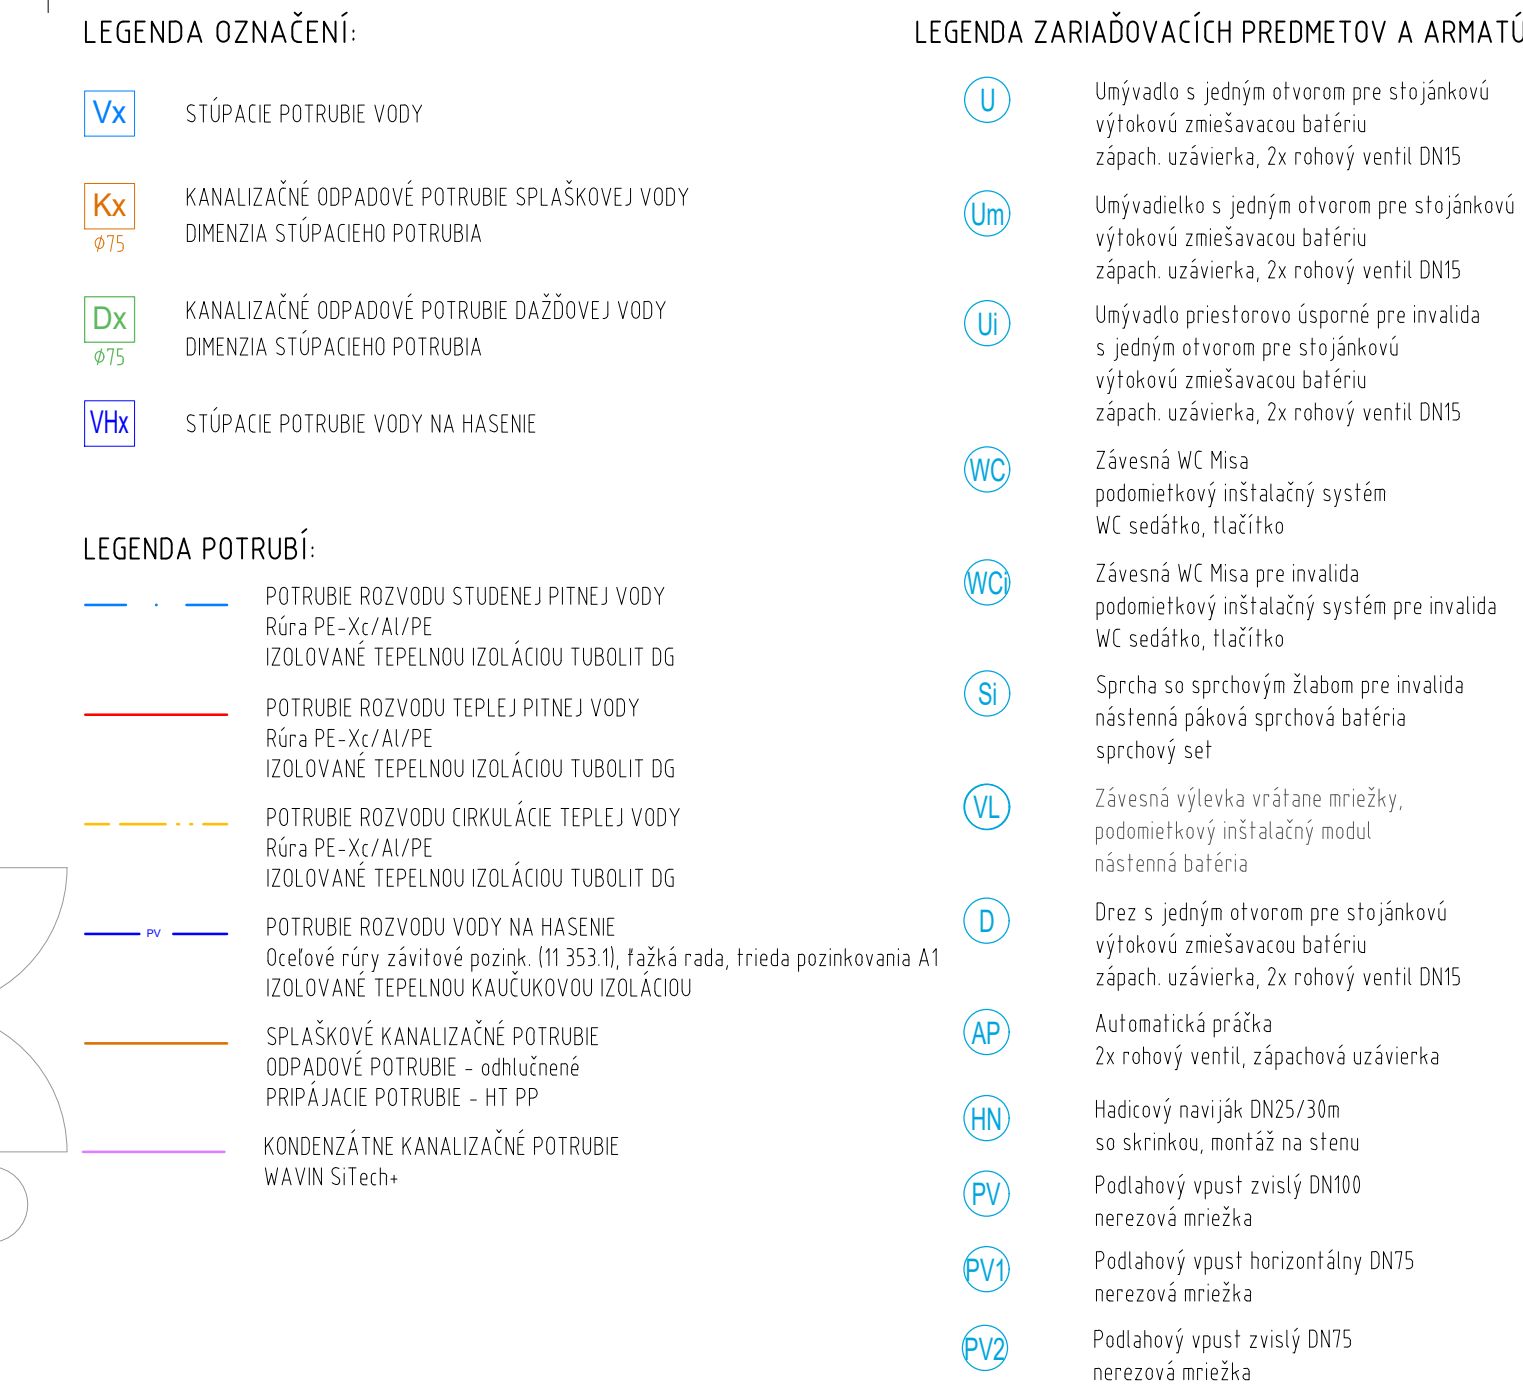 LEGENDA OZNAČENÍ:
Vx
STÚPACIE POTRUBIE VODY
Kx
Ø75
KANALIZAČNÉ ODPADOVÉ POTRUBIE SPLAŠKOVEJ VODY
DIMENZIA STÚPACIEHO POTRUBIA
Dx
Ø75
KANALIZAČNÉ ODPADOVÉ POTRUBIE DAŽĎOVEJ VODY
DIMENZIA STÚPACIEHO POTRUBIA
VHx
STÚPACIE POTRUBIE VODY NA HASENIE
LEGENDA POTRUBÍ:
POTRUBIE ROZVODU STUDENEJ PITNEJ VODY
Rúra PE-Xc/Al/PE
IZOLOVANÉ TEPELNOU IZOLÁCIOU TUBOLIT DG
POTRUBIE ROZVODU TEPLEJ PITNEJ VODY
Rúra PE-Xc/Al/PE
IZOLOVANÉ TEPELNOU IZOLÁCIOU TUBOLIT DG
POTRUBIE ROZVODU CIRKULÁCIE TEPLEJ VODY
Rúra PE-Xc/Al/PE
IZOLOVANÉ TEPELNOU IZOLÁCIOU TUBOLIT DG
PV
POTRUBIE ROZVODU VODY NA HASENIE
Oceľové rúry závitové pozink. (11 353.1), ťažká rada, trieda pozinkovania A1
IZOLOVANÉ TEPELNOU KAUČUKOVOU IZOLÁCIOU
SPLAŠKOVÉ KANALIZAČNÉ POTRUBIE
ODPADOVÉ POTRUBIE - odhlučnené
PRIPÁJACIE POTRUBIE - HT PP
KONDENZÁTNE KANALIZAČNÉ POTRUBIE
WAVIN SiTech+
LEGENDA ZARIAĎOVACÍCH PREDMETOV A ARMATÚ
U
Umývadlo s jedným otvorom pre stojánkovú
výtokovú zmiešavacou batériu
zápach. uzávierka, 2x rohový ventil DN15
Um
Umývadielko s jedným otvorom pre stojánkovú
výtokovú zmiešavacou batériu
zápach. uzávierka, 2x rohový ventil DN15
Ui
Umývadlo priestorovo úsporné pre invalida
s jedným otvorom pre stojánkovú
výtokovú zmiešavacou batériu
zápach. uzávierka, 2x rohový ventil DN15
WC
Závesná WC Misa
podomietkový inštalačný systém
WC sedátko, tlačítko
WCi
Závesná WC Misa pre invalida
podomietkový inštalačný systém pre invalida
WC sedátko, tlačítko
Si
Sprcha so sprchovým žlabom pre invalida
nástenná páková sprchová batéria
sprchový set
VL
Závesná výlevka vrátane mriežky,
podomietkový inštalačný modul
nástenná batéria
D
Drez s jedným otvorom pre stojánkovú
výtokovú zmiešavacou batériu
zápach. uzávierka, 2x rohový ventil DN15
AP
Automatická práčka
2x rohový ventil, zápachová uzávierka
HN
Hadicový naviják DN25/30m
so skrinkou, montáž na stenu
PV
Podlahový vpust zvislý DN100
nerezová mriežka
PV1
Podlahový vpust horizontálny DN75
nerezová mriežka
PV2
Podlahový vpust zvislý DN75
nerezová mriežka